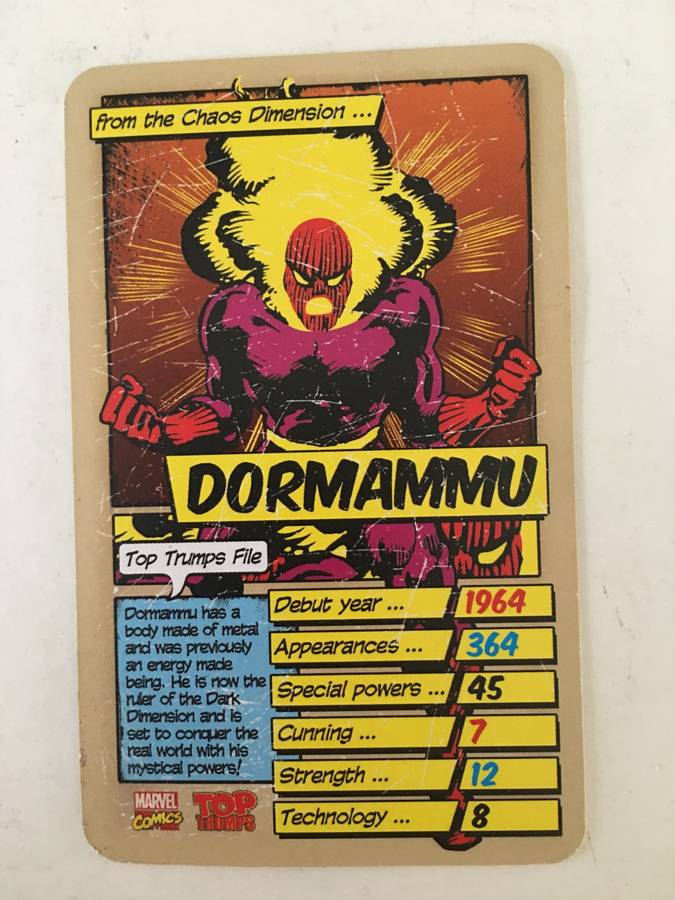 from the Chaos Dimension ...
DORMAMMU
Top Trumps File
Dormammu has a
body made of metal
and was previously
an energy made
being. He is now the
ruler of the Dark
Dimension and is
set to conquer the
real world with his
mystical powers!
Debut year ... 1964
Appearances ... 364
Special powers ... 45
Cunning ... 7
Strength ... 12
Technology ... 8
MARVEL
COMICS
TOP
TRUMPS